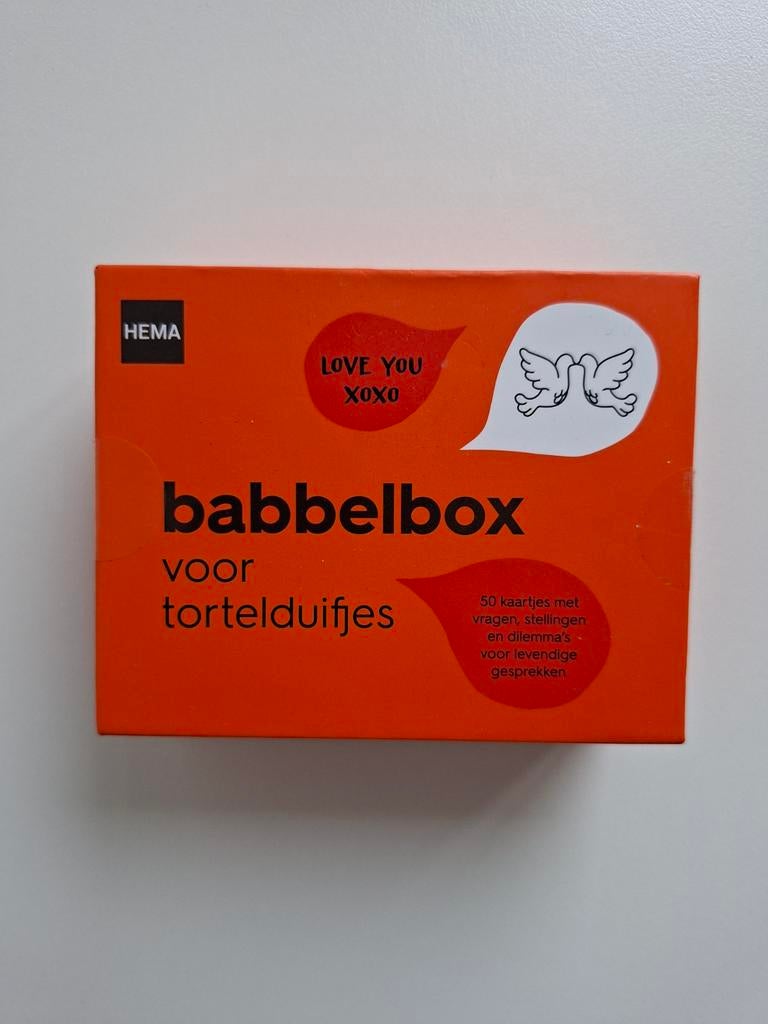 HEMA
LOVE YOU
XOXO
babbelbox
voor
tortelduifjes
50 kaartjes met
vragen, stellingen
en dilemma's
voor levendige
gesprekken